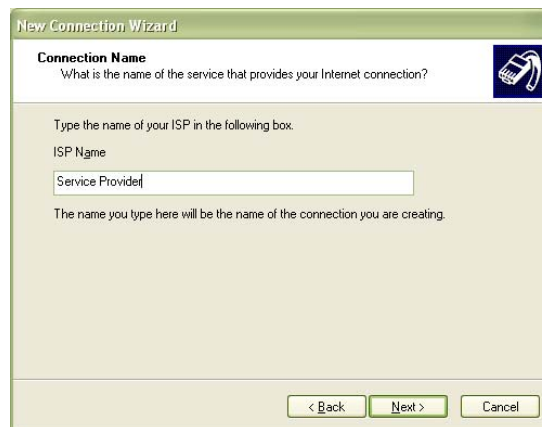 New Connection Wizard
Connection Name
What is the name of the service that provides your Internet connection?
Type the name of your ISP in the following box.
ISP Name
Service Provider
The name you type here will be the name of the connection you are creating.
< Back Next > Cancel